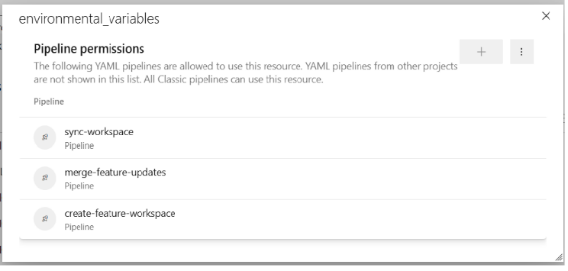 environmental_variables
Pipeline permissions
The following YAML pipelines are allowed to use this resource. YAML pipelines from other projects
are not shown in this list. All Classic pipelines can use this resource.
Pipeline
sync-workspace
Pipeline
merge-feature-updates
Pipeline
create-feature-workspace
Pipeline